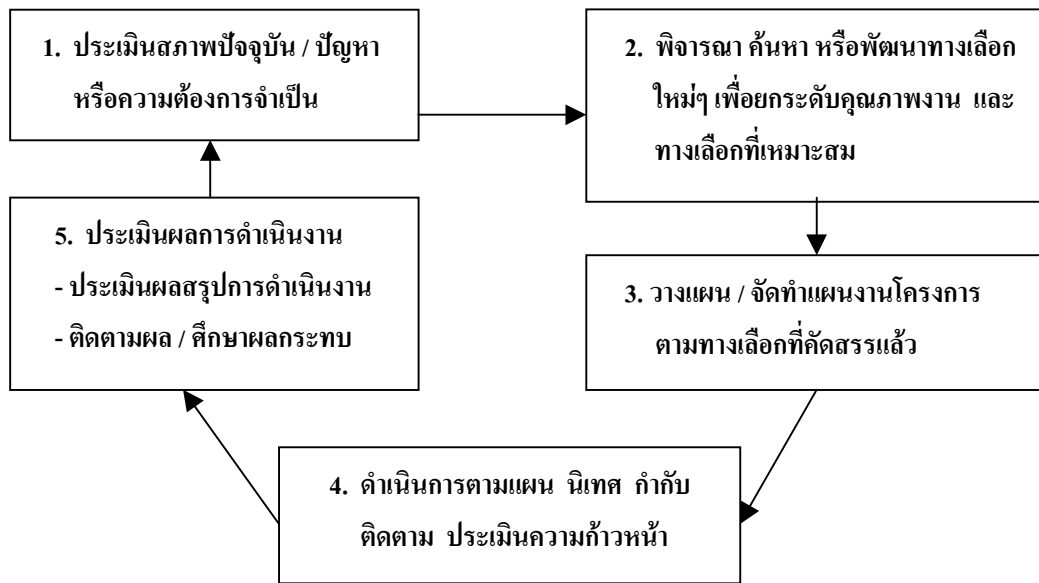 1. ประเมินสภาพปัจจุบัน / ปัญหา
หรือความต้องการจำเป็น
2. พิจารณา ค้นหา หรือพัฒนาทางเลือก
ใหม่ๆ เพื่อยกระดับคุณภาพงาน และ
ทางเลือกที่เหมาะสม
3. วางแผน / จัดทำแผนงานโครงการ
ตามทางเลือกที่คัดสรรแล้ว
4. ดำเนินการตามแผน นิเทศ กำกับ
ติดตาม ประเมินความก้าวหน้า
5. ประเมินผลการดำเนินงาน
- ประเมินผลสรุปการดำเนินงาน
- ติดตามผล / ศึกษาผลกระทบ